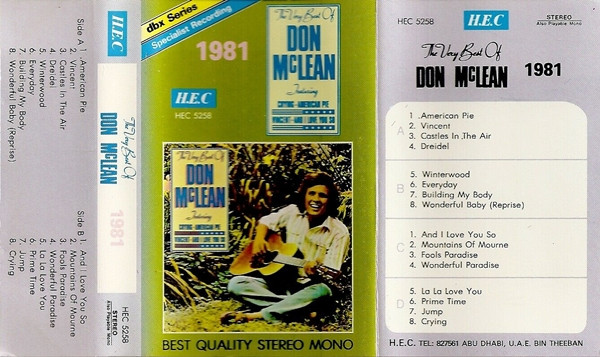 Side A
1. American Pie
2. Vincent
3. Castles In The Air
4. Dreidel
5. Winterwood
6. Everyday
7. Building My Body
8. Wonderful Baby (Reprise)
Side B
1. And I Love You So
2. Mountains Of Mourne
3. Fools Paradise
4. Wonderful Paradise
5. La La Love You
6. Prime Time
7. Jump
8. Crying
H.E.C
The Very Best Of
DON McLEAN
1981
HEC 5258
STEREO
Also Playable Mono
dbx Series
Specialist Recording
1981
H.E.C
HEC 5258
The Very Best Of
DON
McLEAN
Featuring
The Very Best Of
DON
McLEAN
Featuring
BEST QUALITY STEREO MONO
HEC 5258
H.E.C
STEREO
Also Playable Mono
The Very Best Of
DON McLEAN 1981
A
1. American Pie
2. Vincent
3. Castles In The Air
4. Dreidel
B
5. Winterwood
6. Everyday
7. Building My Body
8. Wonderful Baby (Reprise)
C
1. And I Love You So
2. Mountains Of Mourne
3. Fools Paradise
4. Wonderful Paradise
D
5. La La Love You
6. Prime Time
7. Jump
8. Crying
H.E.C. TEL: 827561 ABU DHABI, U.A.E. BIN THEEBAN